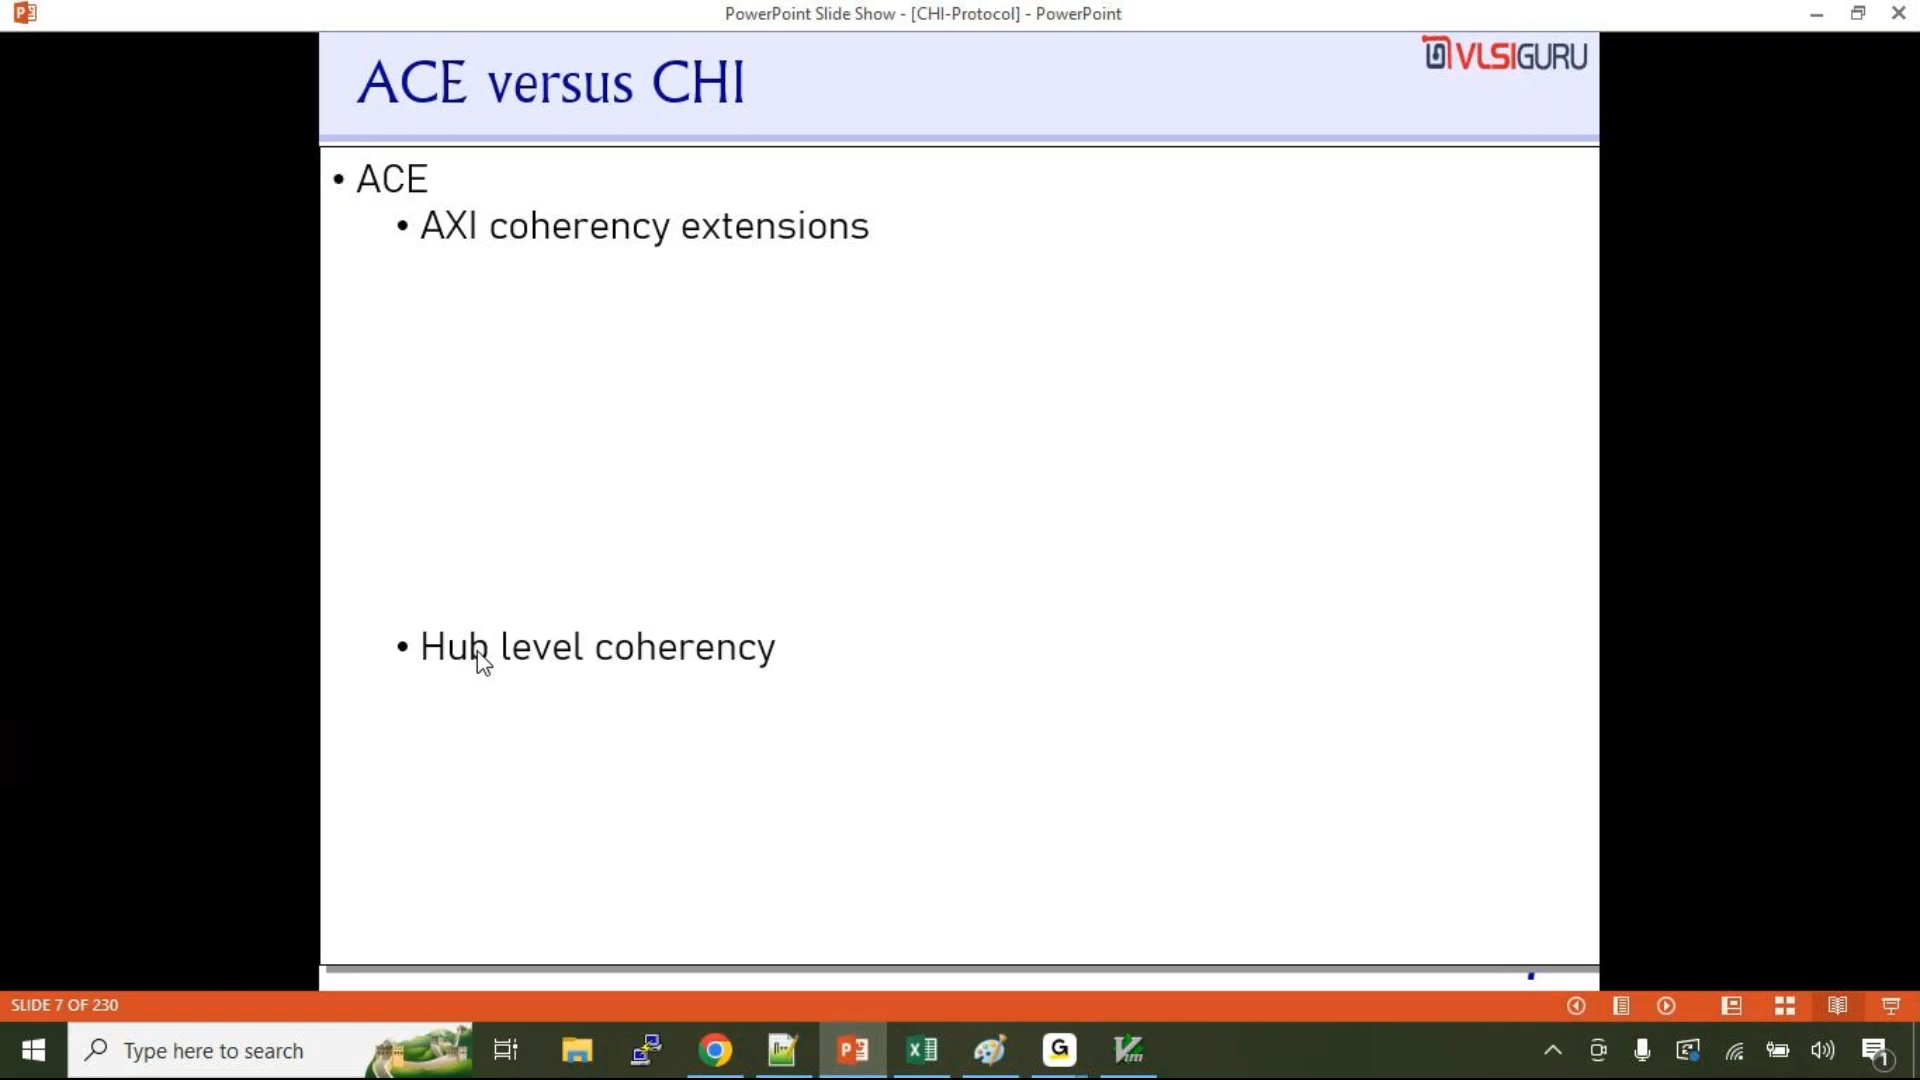 PowerPoint Slide Show - [CHI-Protocol] - PowerPoint
VLSIGURU
ACE versus CHI
• ACE
• AXI coherency extensions
• Hub level coherency
SLIDE 7 OF 230
Type here to search